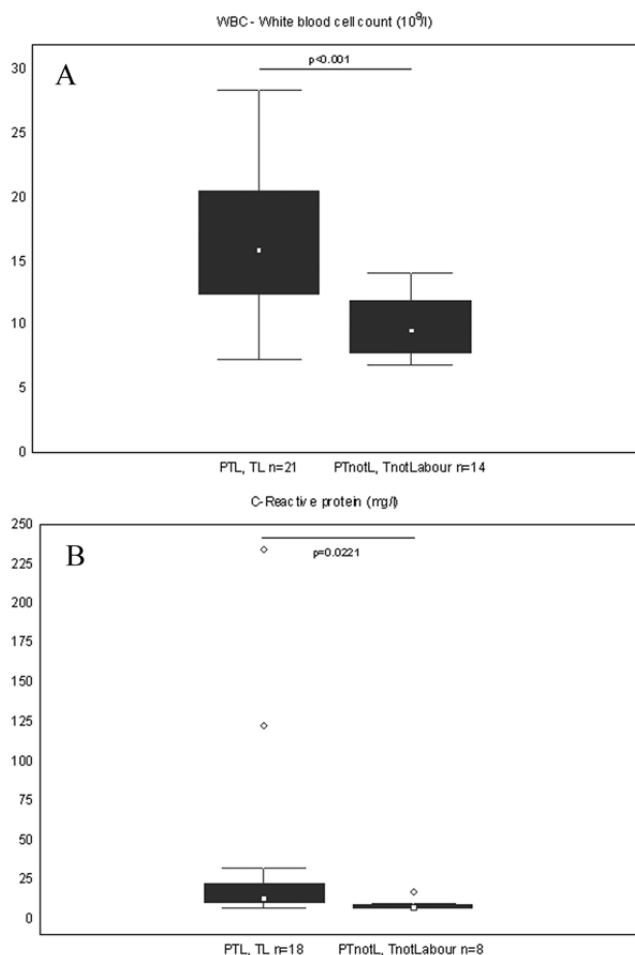 WBC - White blood cell count (10⁹/l)
A
p<0.001
30
25
20
15
10
5
0
PTL, TL n=21 PTnotL, TnotLabour n=14
C-Reactive protein (mg/l)
B
p=0.0221
250
225
200
175
150
125
100
75
50
25
0
PTL, TL n=18 PTnotL, TnotLabour n=8